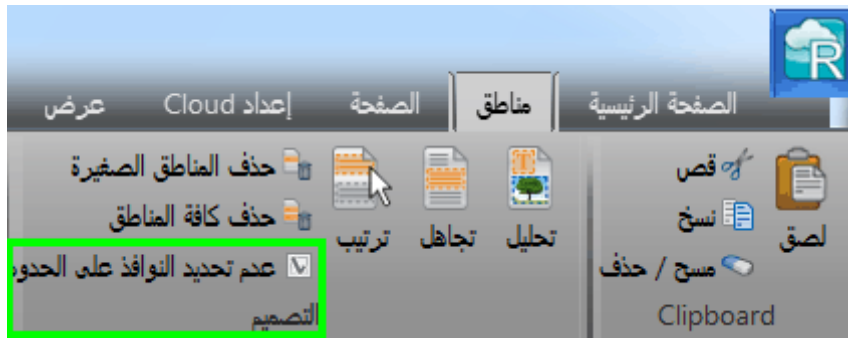 R
الصفحة الرئيسية مناطق الصفحة إعداد Cloud عرض
لصق
قص
نسخ
مسح / حذف
Clipboard
تحليل
تجاهل
ترتيب
حذف المناطق الصغيرة
حذف كافة المناطق
عدم تحديد النوافذ على الحدو
التصميم